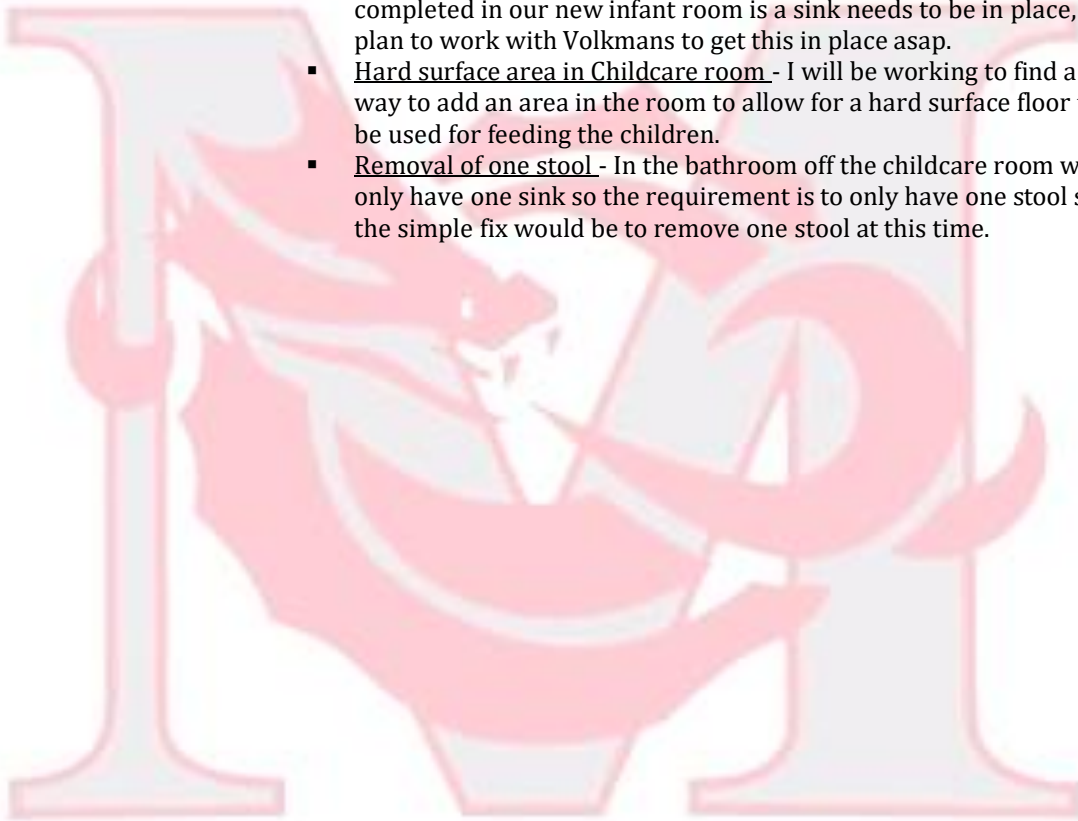 completed in our new infant room is a sink needs to be in place,
plan to work with Volkmans to get this in place asap.
▪ Hard surface area in Childcare room - I will be working to find a
way to add an area in the room to allow for a hard surface floor
be used for feeding the children.
▪ Removal of one stool - In the bathroom off the childcare room
only have one sink so the requirement is to only have one stool
the simple fix would be to remove one stool at this time.